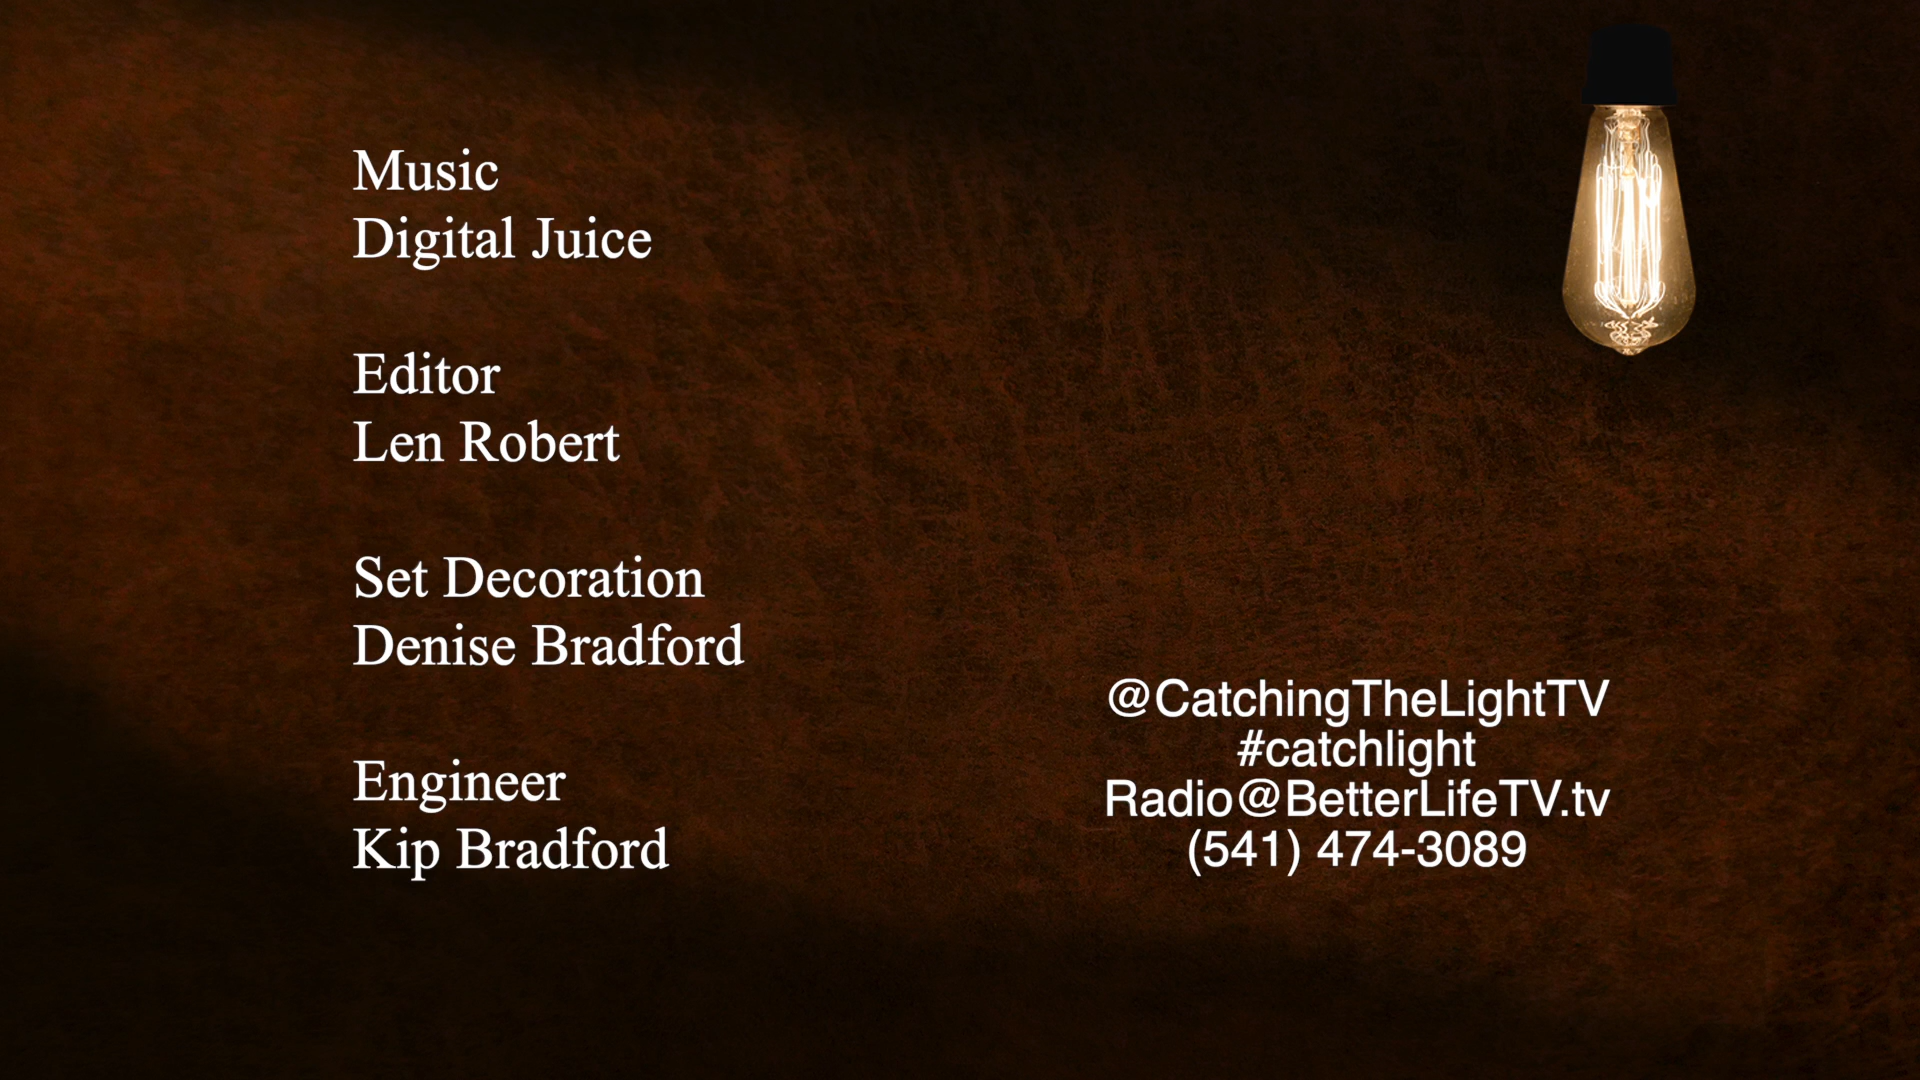 Music
Digital Juice
Editor
Len Robert
Set Decoration
Denise Bradford
Engineer
Kip Bradford
@CatchingTheLightTV
#catchlight
Radio@BetterLifeTV.tv
(541) 474-3089